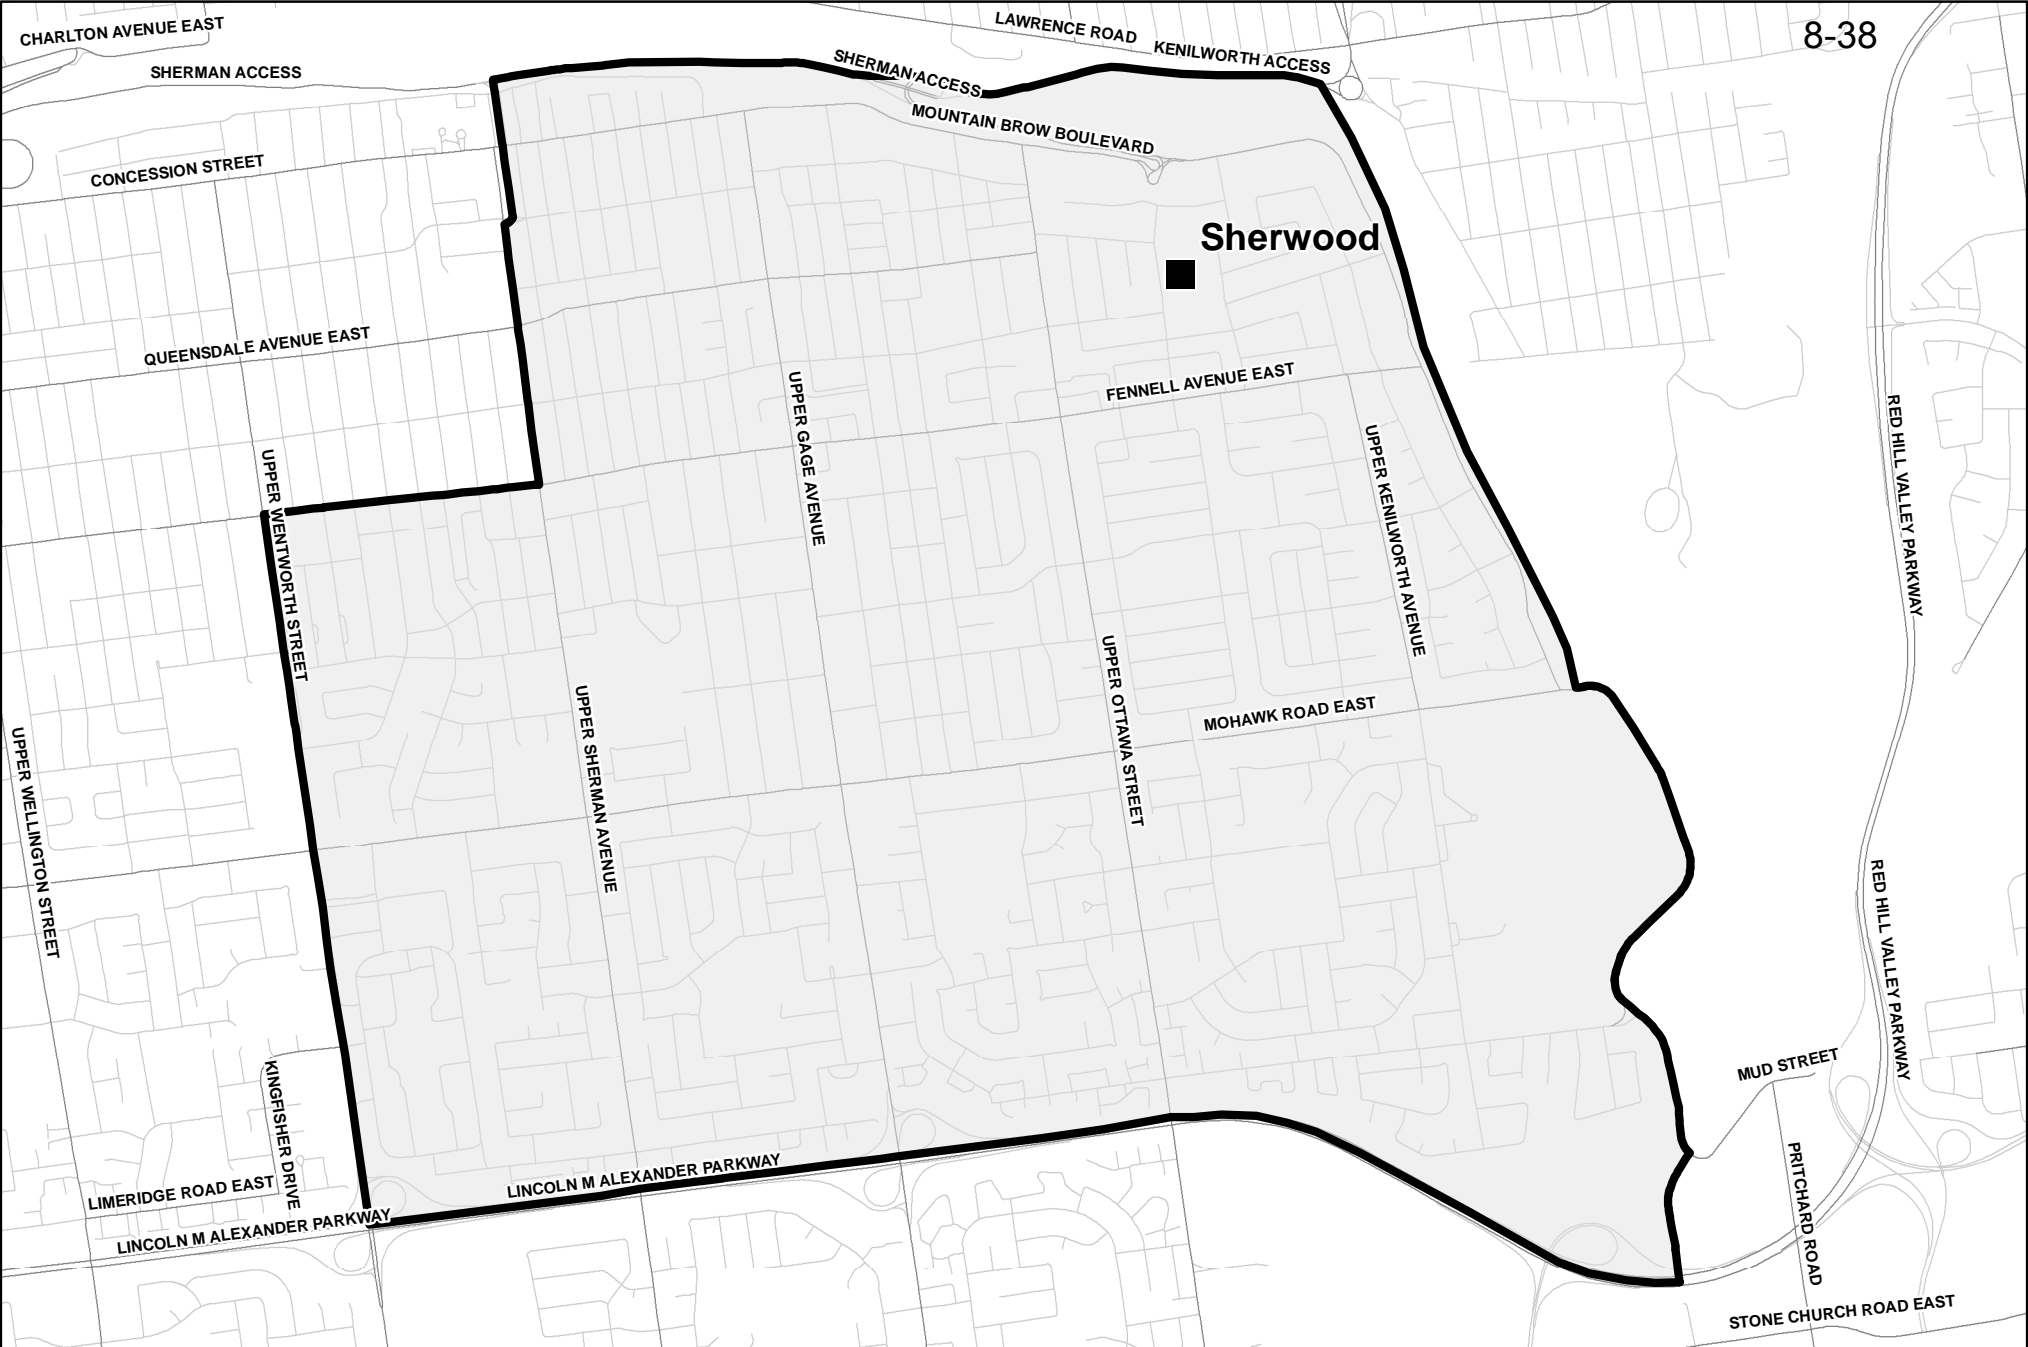 8-38
CHARLTON AVENUE EAST
LAWRENCE ROAD
KENILWORTH ACCESS
SHERMAN ACCESS
SHERMAN ACCESS
MOUNTAIN BROW BOULEVARD
CONCESSION STREET
Sherwood
QUEENSDALE AVENUE EAST
FENNELL AVENUE EAST
UPPER GAGE AVENUE
RED HILL VALLEY PARKWAY
UPPER KENILWORTH AVENUE
UPPER WENTWORTH STREET
UPPER OTTAWA STREET
UPPER SHERMAN AVENUE
MOHAWK ROAD EAST
UPPER WELLINGTON STREET
RED HILL VALLEY PARKWAY
MUD STREET
KINGFISHER DRIVE
PRITCHARD ROAD
LINCOLN M ALEXANDER PARKWAY
LIMERIDGE ROAD EAST
LINCOLN M ALEXANDER PARKWAY
STONE CHURCH ROAD EAST